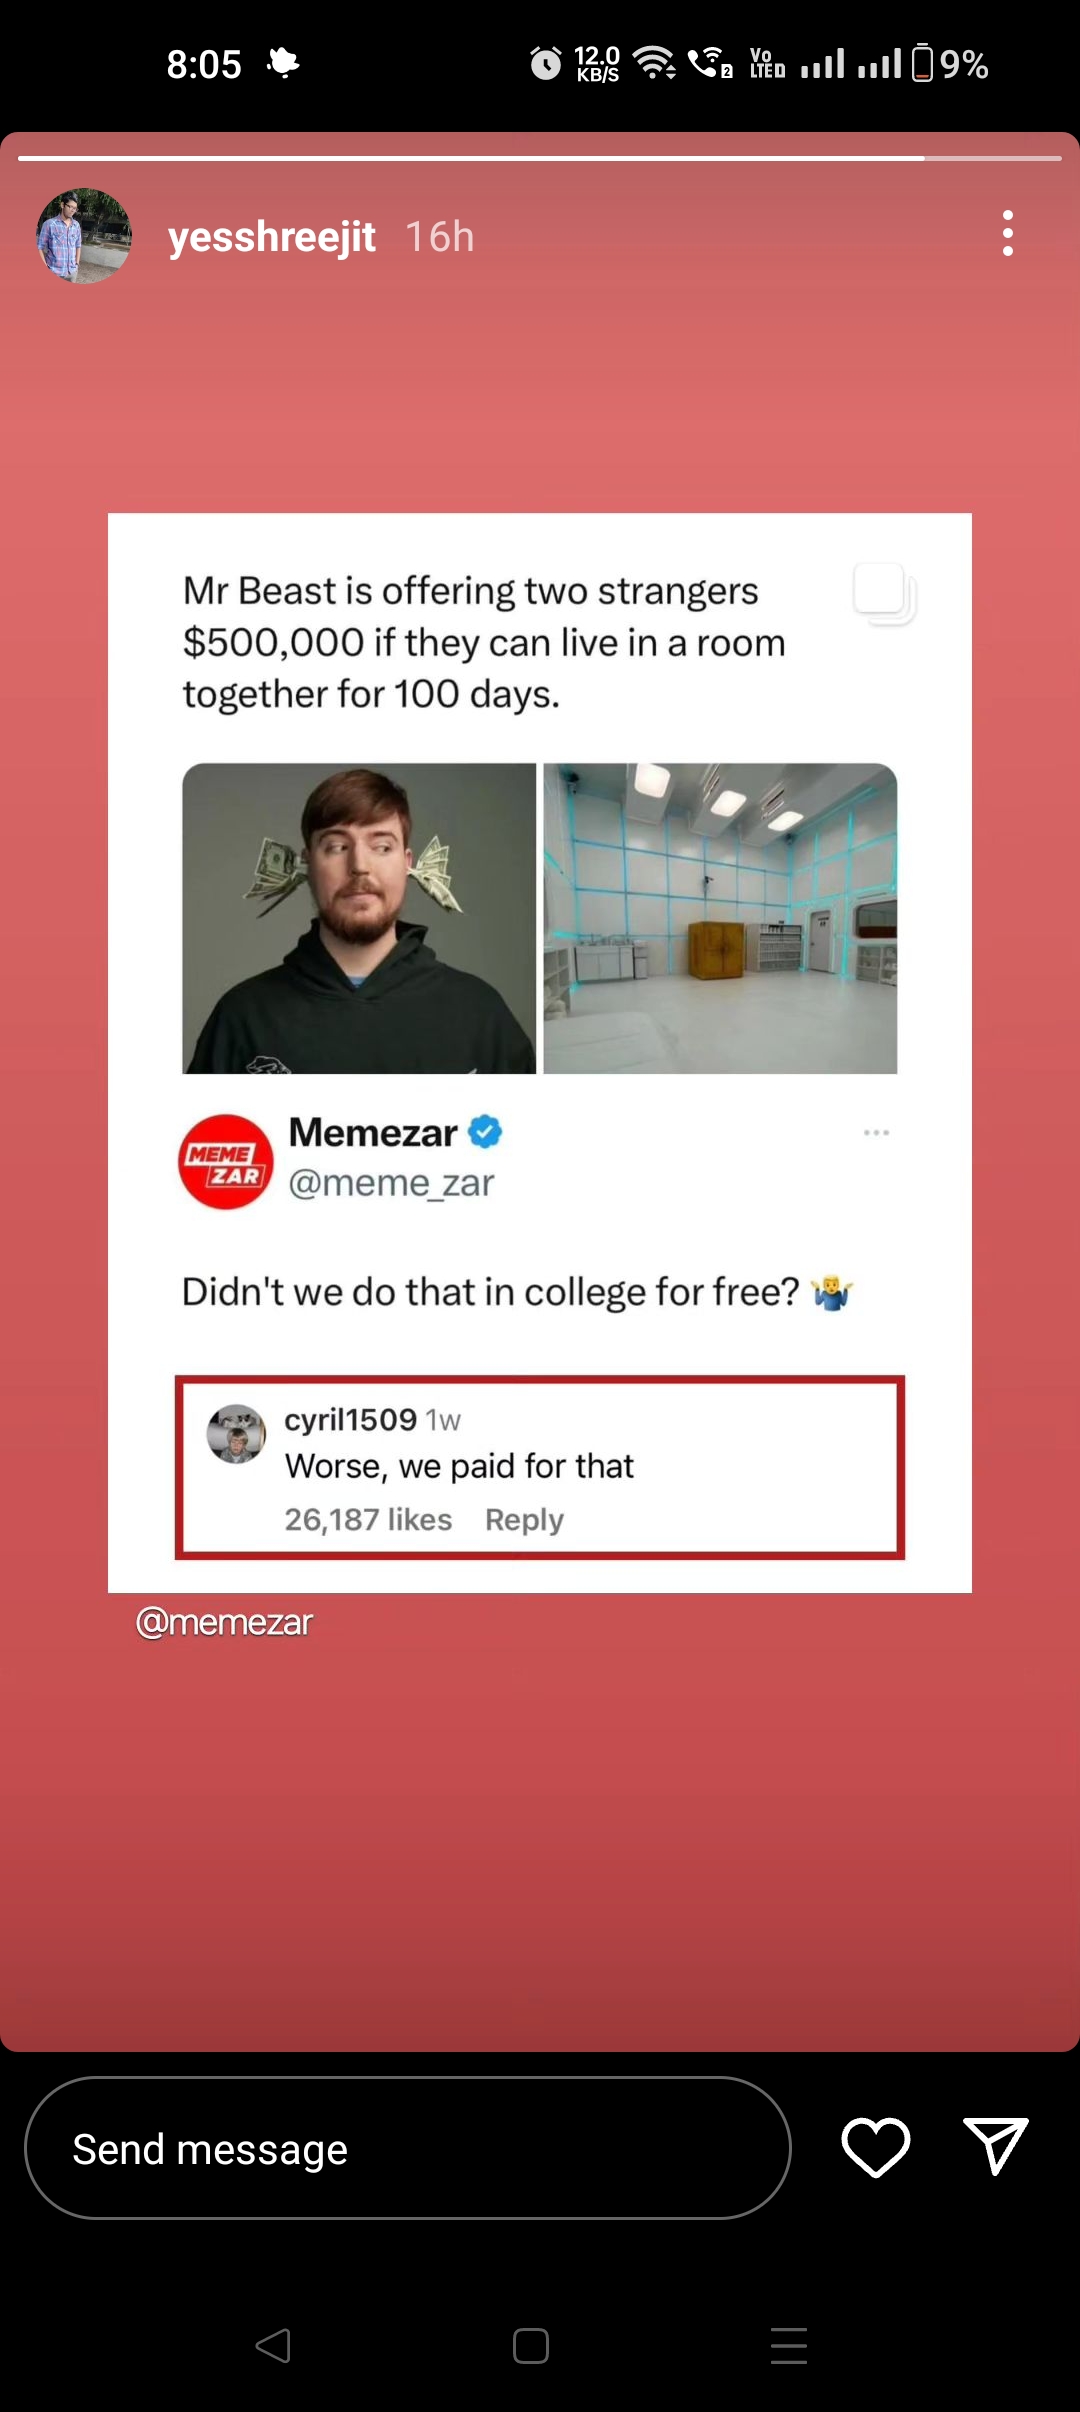 8:05
12.0
KB/S
2
Vo
LTE D
9%
yesshreejit 16h
Mr Beast is offering two strangers
$500,000 if they can live in a room
together for 100 days.
MEME
ZAR
Memezar
@meme_zar
Didn't we do that in college for free? 🤷‍♂️
cyril1509 1w
Worse, we paid for that
26,187 likes Reply
@memezar
Send message